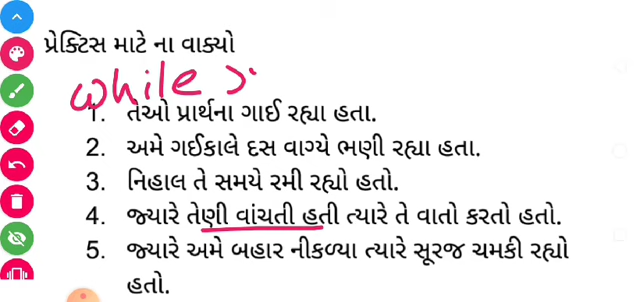 પ્રેક્ટિસ માટે ના વાક્યો
while
1. તેઓ પ્રાર્થના ગાઈ રહ્યા હતા.
2. અમે ગઈકાલે દસ વાગ્યે ભણી રહ્યા હતા.
3. નિહાલ તે સમયે રમી રહ્યો હતો.
4. જ્યારે તેણી વાંચતી હતી ત્યારે તે વાતો કરતો હતો.
5. જ્યારે અમે બહાર નીકળ્યા ત્યારે સૂરજ ચમકી રહ્યો
હતો.